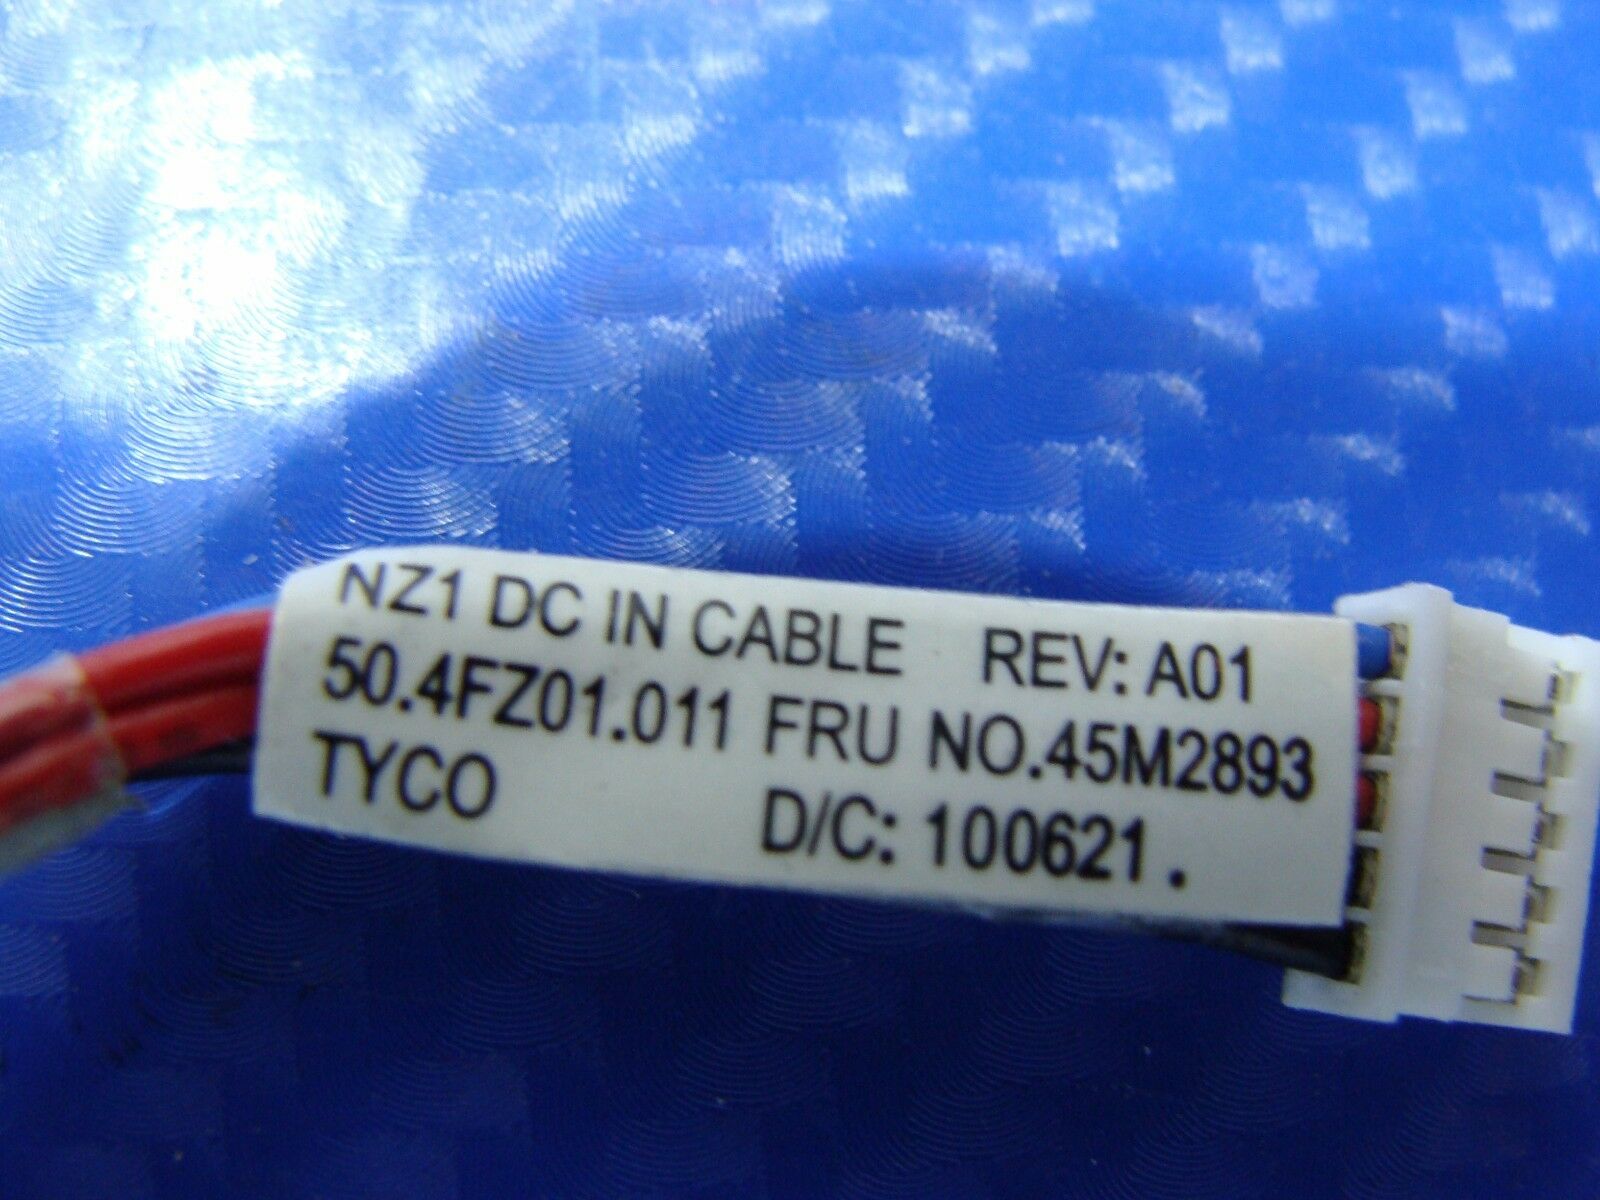 NZ1 DC IN CABLE REV: A01
50.4FZ01.011 FRU NO.45M2893
TYCO D/C: 100621 .